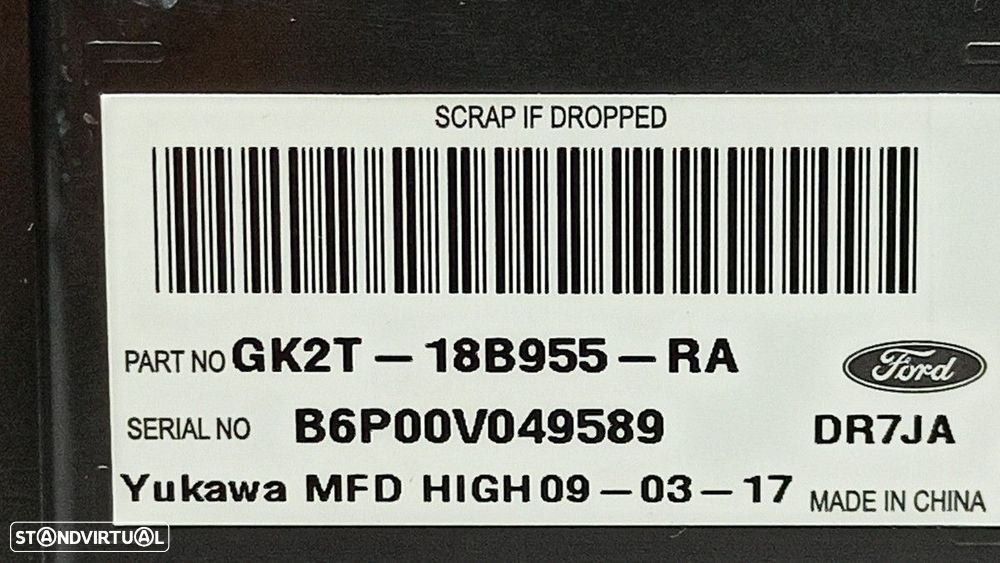 SCRAP IF DROPPED
PART NO GK2T-18B955-RA
Ford
SERIAL NO B6P00V049589 DR7JA
Yukawa MFD HIGH 09-03-17 MADE IN CHINA
STANDVIRTUAL